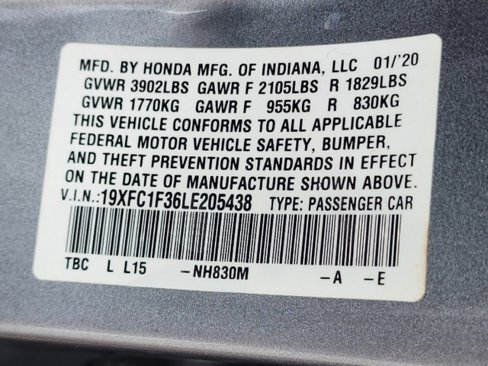 MFD. BY HONDA MFG. OF INDIANA, LLC 01/'20
GVWR 3902LBS GAWR F 2105LBS R 1829LBS
GVWR 1770KG GAWR F 955KG R 830KG
THIS VEHICLE CONFORMS TO ALL APPLICABLE
FEDERAL MOTOR VEHICLE SAFETY, BUMPER,
AND THEFT PREVENTION STANDARDS IN EFFECT
ON THE DATE OF MANUFACTURE SHOWN ABOVE.
V.I.N.:19XFC1F36LE205438 TYPE: PASSENGER CAR
TBC L L15 -NH830M -A -E